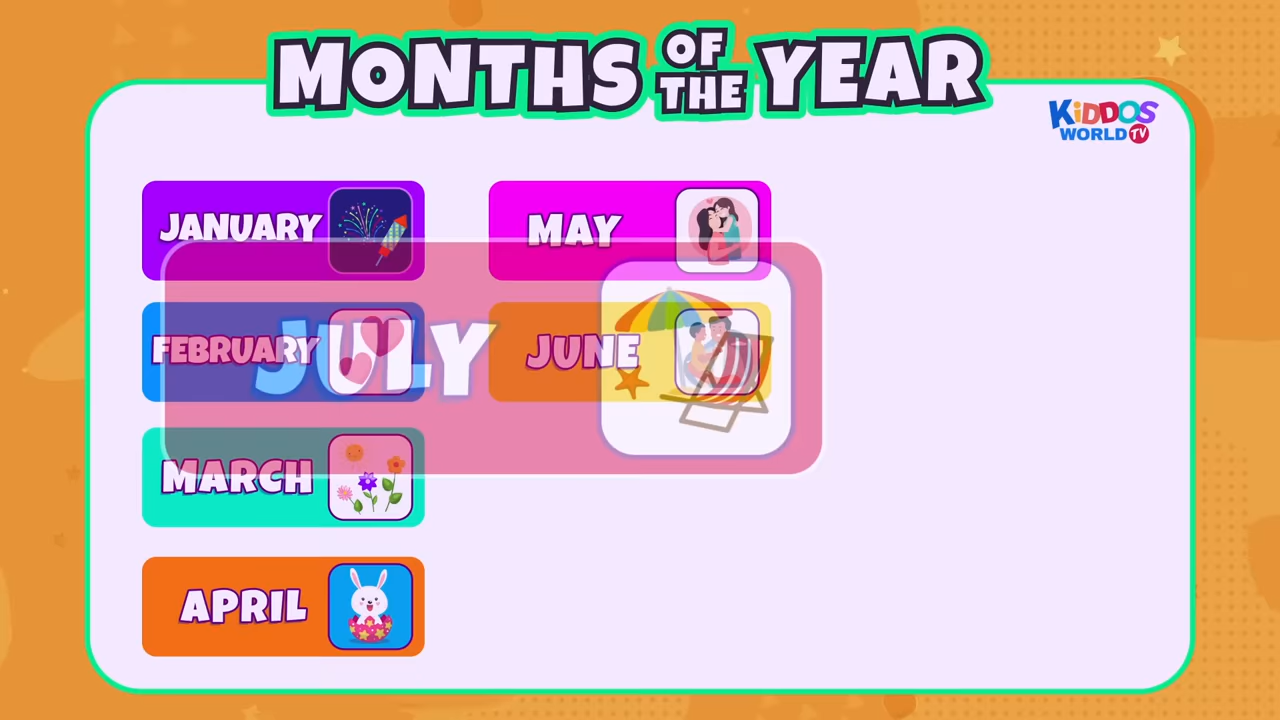 MONTHS OF THE YEAR
KiDDOS
WORLD TV
JANUARY
FEBRUARY
MARCH
APRIL
MAY
JUNE
JULY